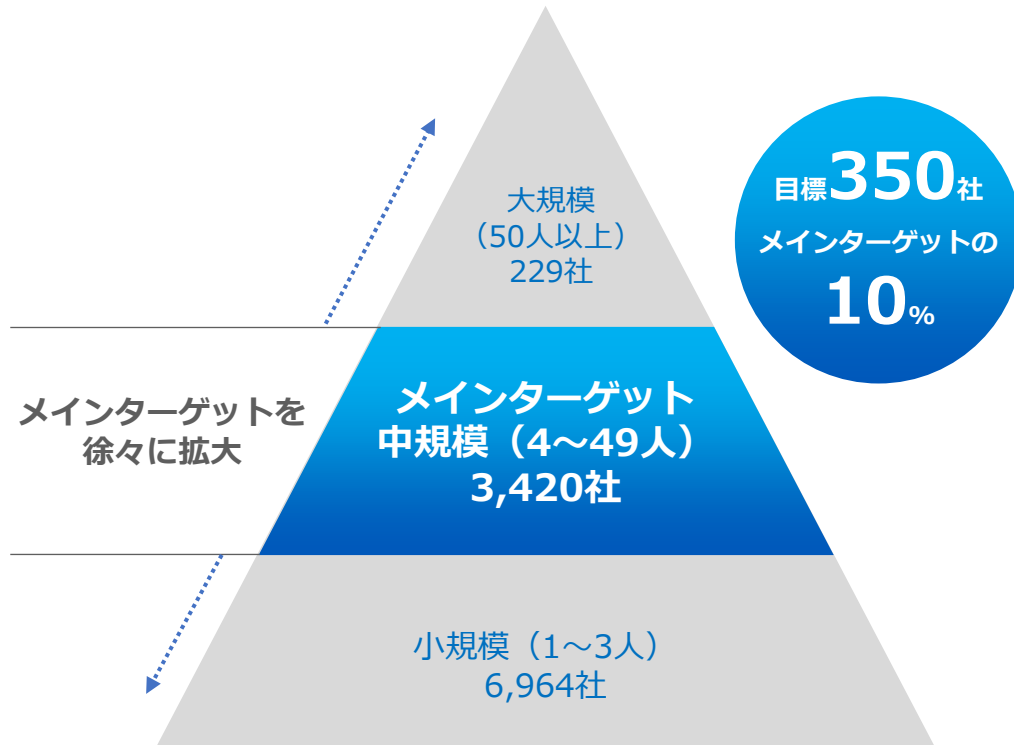 大規模
（50人以上）
229社
目標350社
メインターゲットの
10%
メインターゲットを
徐々に拡大
メインターゲット
中規模（4～49人）
3,420社
小規模（1～3人）
6,964社